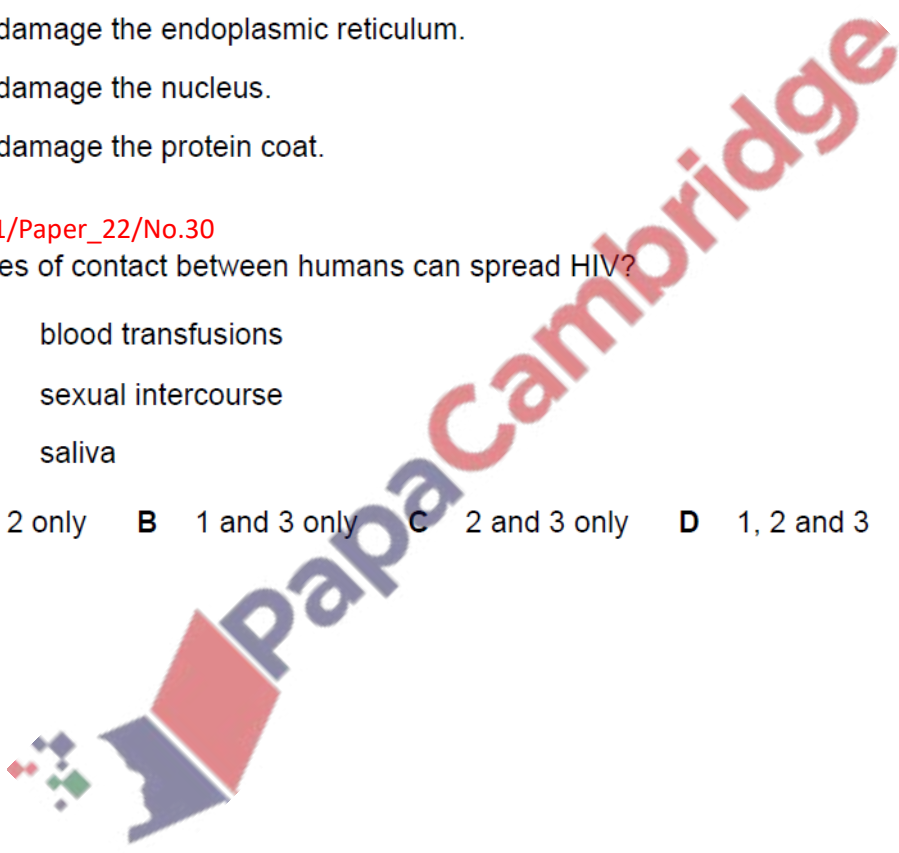 damage the endoplasmic reticulum.
damage the nucleus.
damage the protein coat.
1/Paper_22/No.30
es of contact between humans can spread HIV?
blood transfusions
sexual intercourse
saliva
2 only B 1 and 3 only C 2 and 3 only D 1, 2 and 3
PapaCambridge